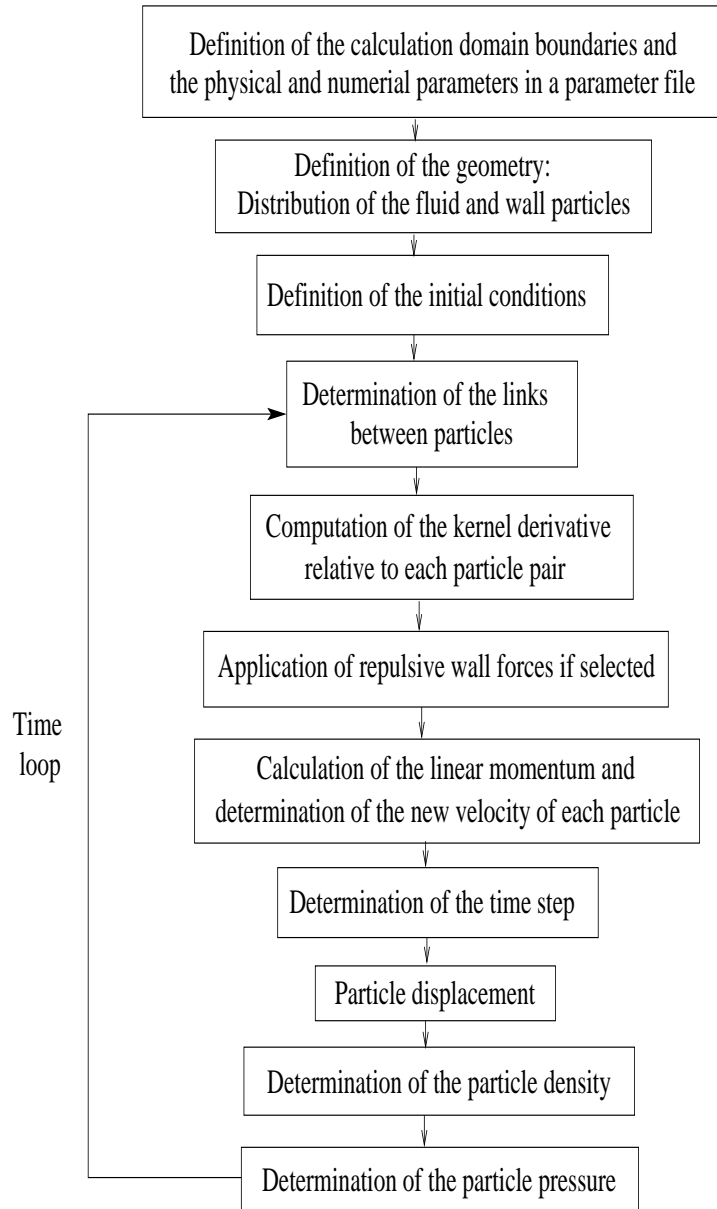 Definition of the calculation domain boundaries and
the physical and numerial parameters in a parameter file
Definition of the geometry:
Distribution of the fluid and wall particles
Definition of the initial conditions
Determination of the links
between particles
Computation of the kernel derivative
relative to each particle pair
Application of repulsive wall forces if selected
Time
loop
Calculation of the linear momentum and
determination of the new velocity of each particle
Determination of the time step
Particle displacement
Determination of the particle density
Determination of the particle pressure